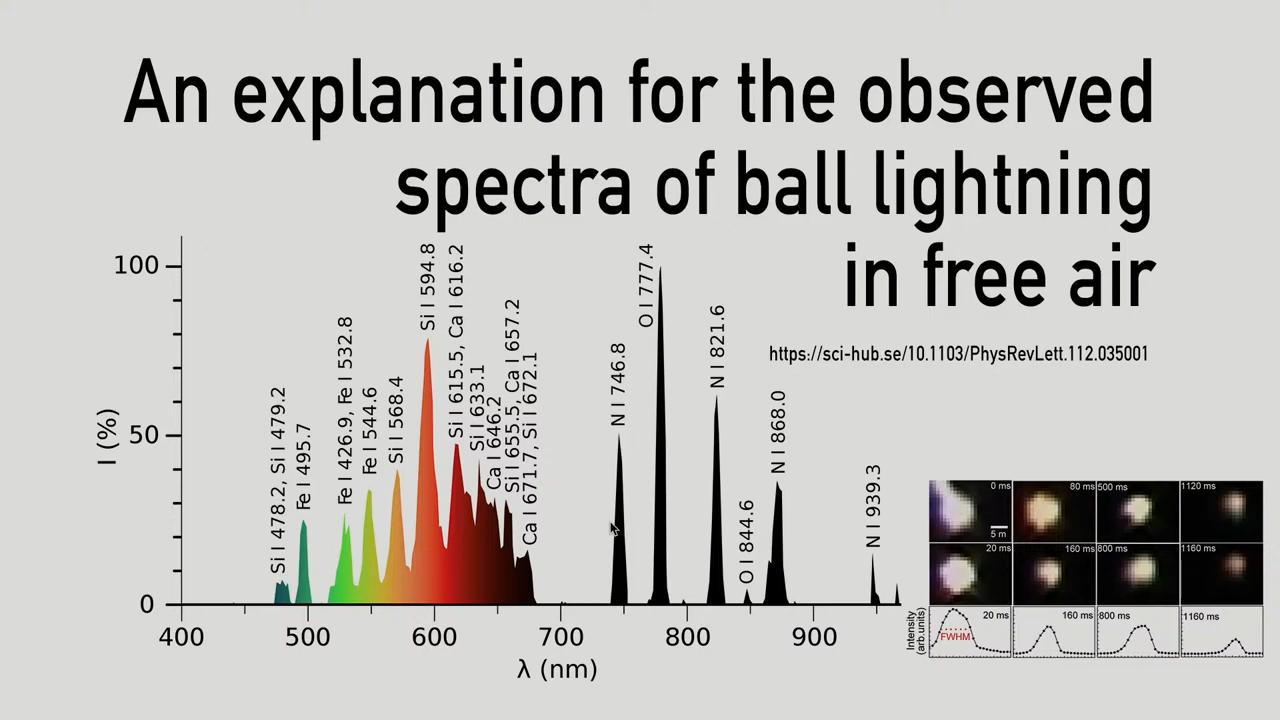 An explanation for the observed
spectra of ball lightning
in free air
https://sci-hub.se/10.1103/PhysRevLett.112.035001
I (%)
100
50
0
Si I 478.2, Si I 479.2
Fe I 495.7
Fe I 426.9, Fe I 532.8
Fe I 544.6
Si I 568.4
Si I 594.8
Si I 615.5, Ca I 616.2
Si I 633.1
Ca I 646.2
Si I 655.5, Ca I 657.2
Ca I 671.7, Si I 672.1
N I 746.8
O I 777.4
N I 821.6
O I 844.6
N I 868.0
N I 939.3
400 500 600 700 800 900
λ (nm)
0 ms 80 ms 500 ms 1120 ms
5 m
20 ms 160 ms 800 ms 1160 ms
Intensity
(arb.units)
20 ms 160 ms 800 ms 1160 ms
FWHM